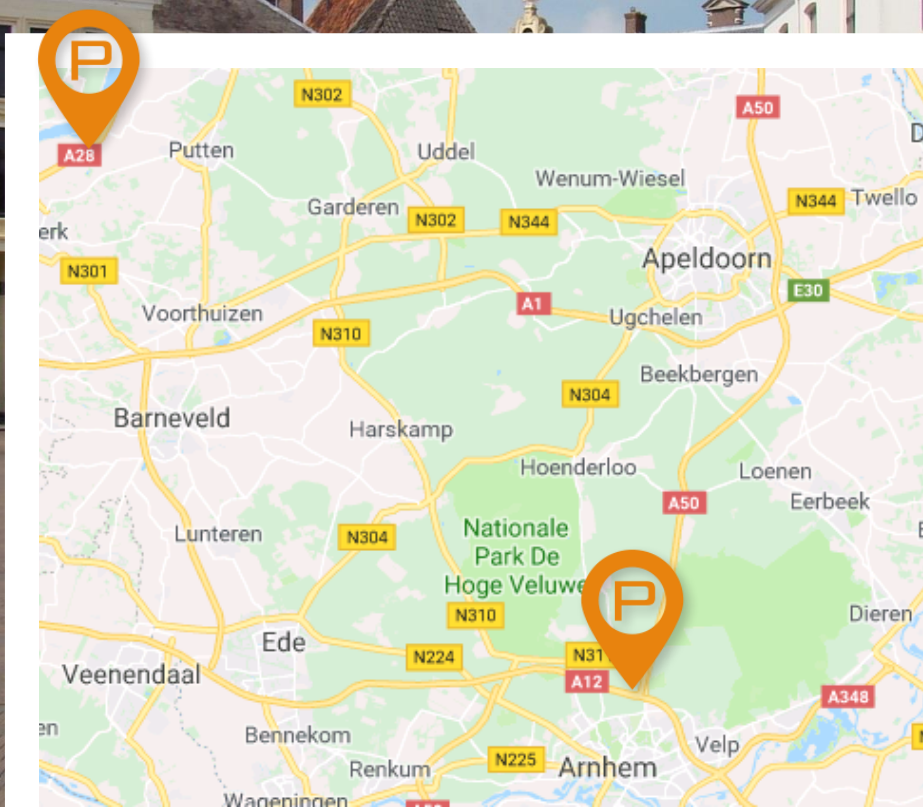 P
N302
A50
A28
Putten
Uddel
Wenum-Wiesel
N344
Twello
Garderen
N302
N344
erk
Apeldoorn
N301
E30
A1
Voorthuizen
Ugchelen
N310
Beekbergen
N304
Barneveld
Harskamp
Hoenderloo
Loenen
A50
Eerbeek
Nationale
Park De
Hoge Veluwe
Lunteren
N304
P
N310
Dieren
Ede
N224
N31
Veenendaal
A12
A348
en
Bennekom
Velp
N225
Arnhem
Renkum
Wageningen